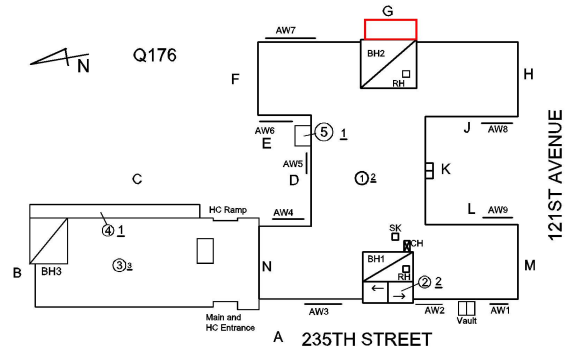 G
AW7
Q176
N
BH2
F
H
RH
AW6
5 1
J
AW8
E
AW5
K
121ST AVENUE
D
1 2
C
HC Ramp
AW4
L
AW9
4 1
SK
CH
B
BH3
3 3
N
BH1
RH
2 2
M
Main and
HC Entrance
AW3
AW2
Vault
AW1
A
235TH STREET